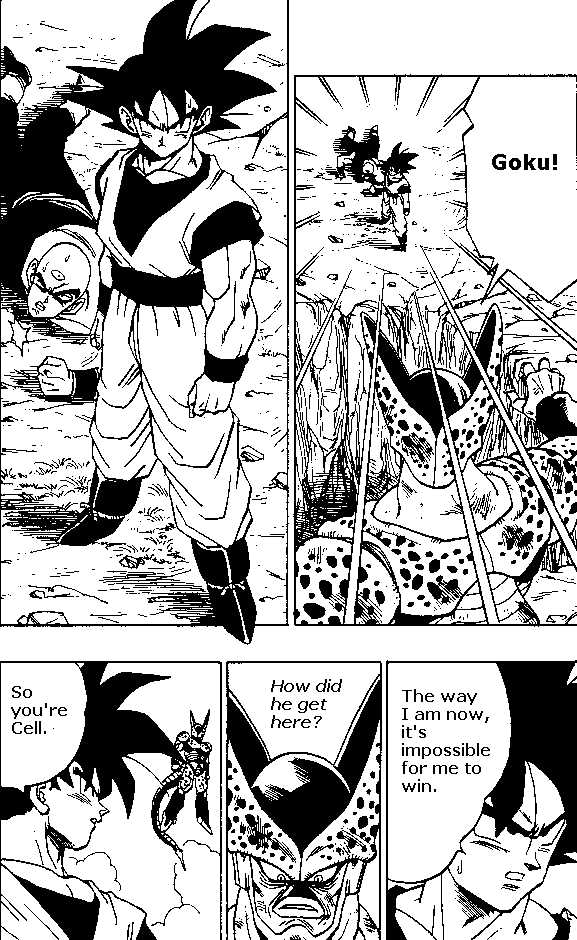 Goku!
So
you're
Cell.
How did
he get
here?
The way
I am now,
it's
impossible
for me to
win.